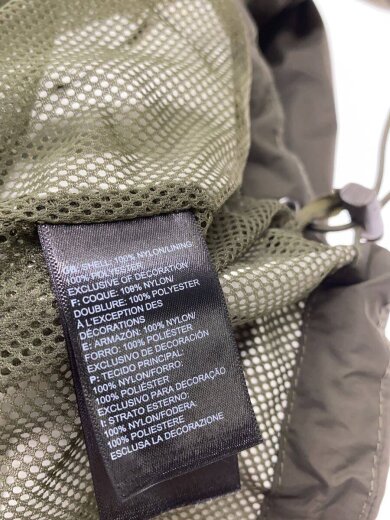 GB: SHELL: 100% NYLON/LINING:
100% POLYESTER
EXCLUSIVE OF DECORATION
F: COQUE: 100% NYLON/
DOUBLURE: 100% POLYESTER
À L'EXCEPTION DES
DÉCORATIONS
E: ARMAZÓN: 100% NYLON/
FORRO: 100% POLIÉSTER
EXCLUSIVO DE DECORACIÓN
P: TECIDO PRINCIPAL
100% NYLON/FORRO:
100% POLIÉSTER
EXCLUSIVO PARA DECORAÇÃO
I: STRATO ESTERNO:
100% NYLON/FODERA:
100% POLIESTERE
ESCLUSA LA DECORAZIONE